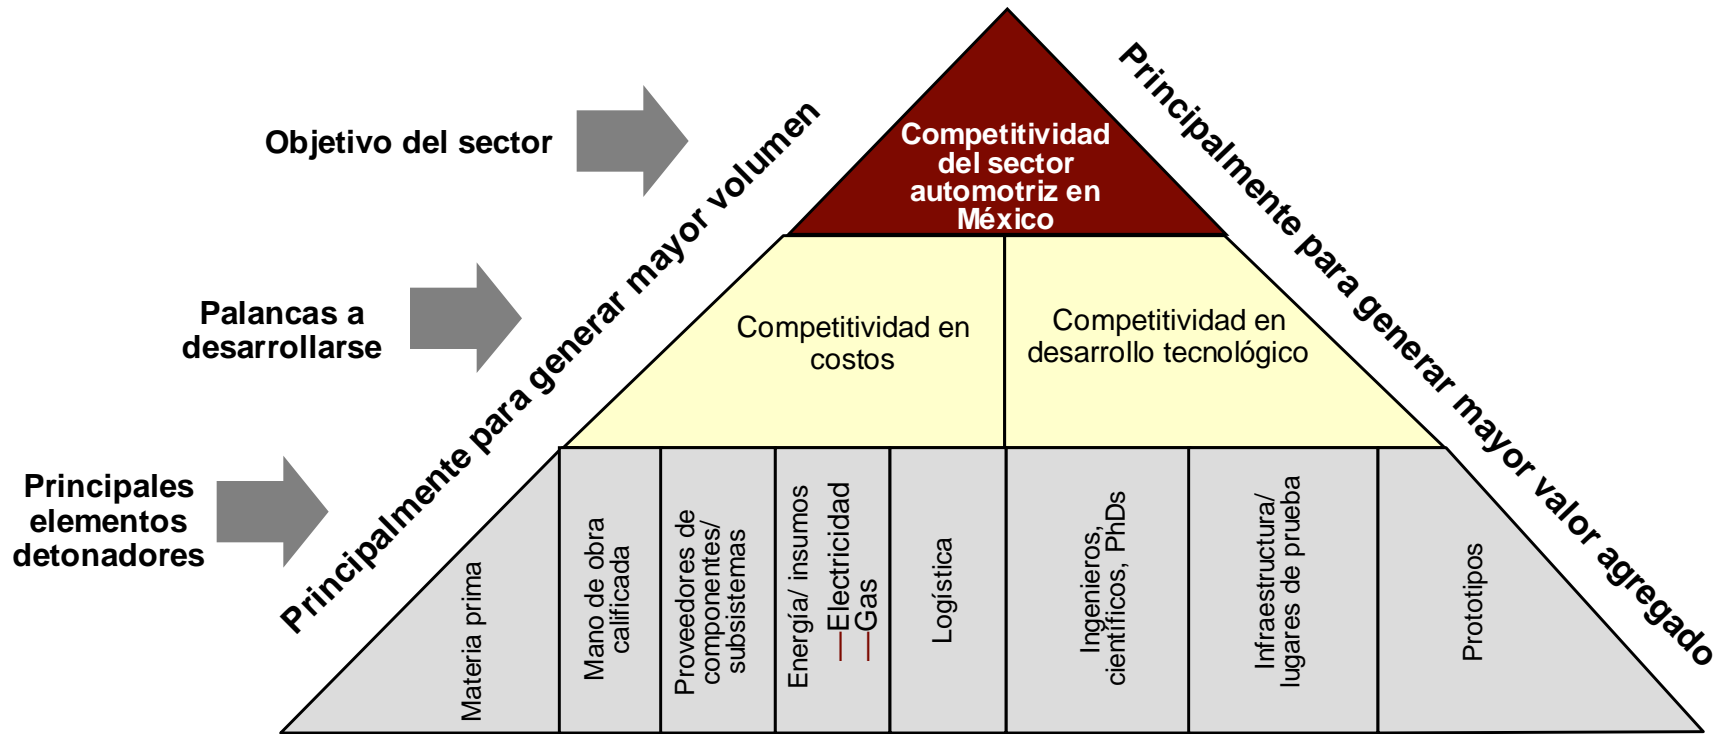 Objetivo del sector
Competitividad
del sector
automotriz en
México
Principalmente para generar mayor volumen
Principalmente para generar mayor valor agregado
Palancas a
desarrollarse
Competitividad en
costos
Competitividad en
desarrollo tecnológico
Principales
elementos
detonadores
Materia prima
Mano de obra
calificada
Proveedores de
componentes/
subsistemas
Energía/ insumos
—Electricidad
—Gas
Logística
Ingenieros,
científicos, PhDs
Infraestructura/
lugares de prueba
Prototipos